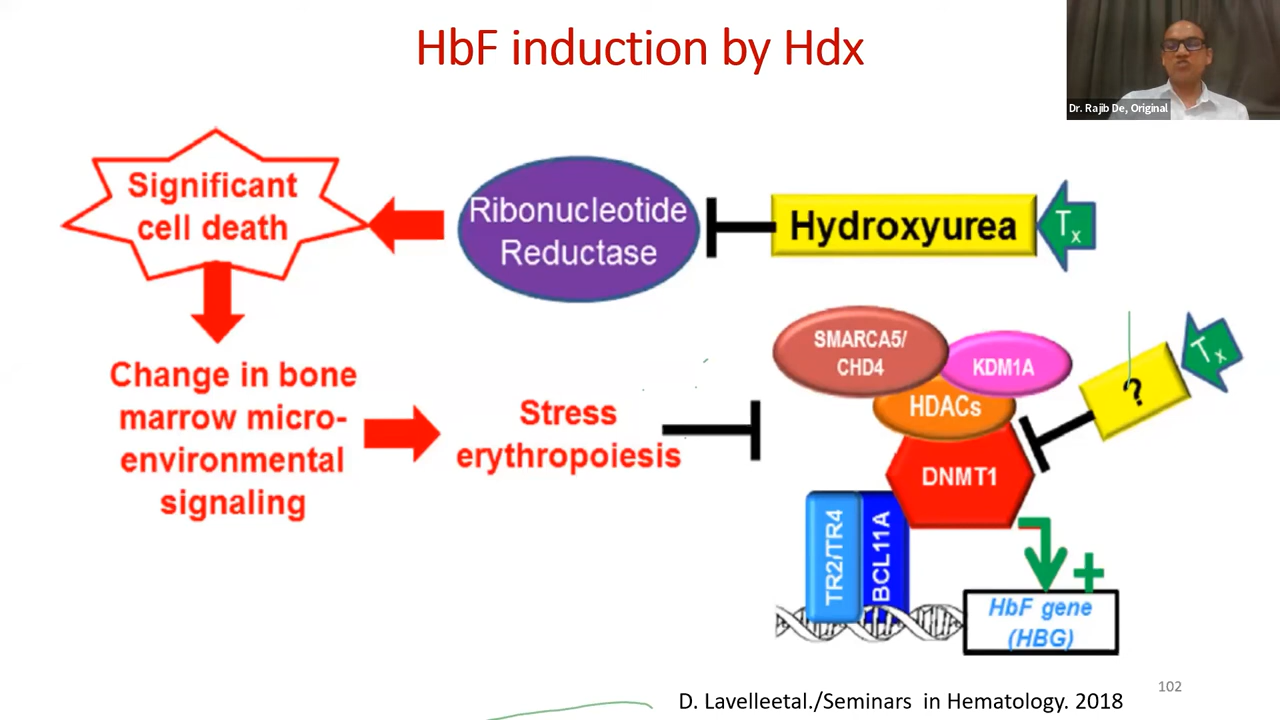 HbF induction by Hdx
Dr. Rajib De, Original
Significant
cell death
Ribonucleotide
Reductase
Hydroxyurea
Tx
Change in bone
marrow micro-
environmental
signaling
Stress
erythropoiesis
SMARCA5/
CHD4
KDM1A
HDACs
DNMT1
?
Tx
TR2/TR4
BCL11A
+
HbF gene
(HBG)
102
D. Lavelleetal./Seminars in Hematology. 2018